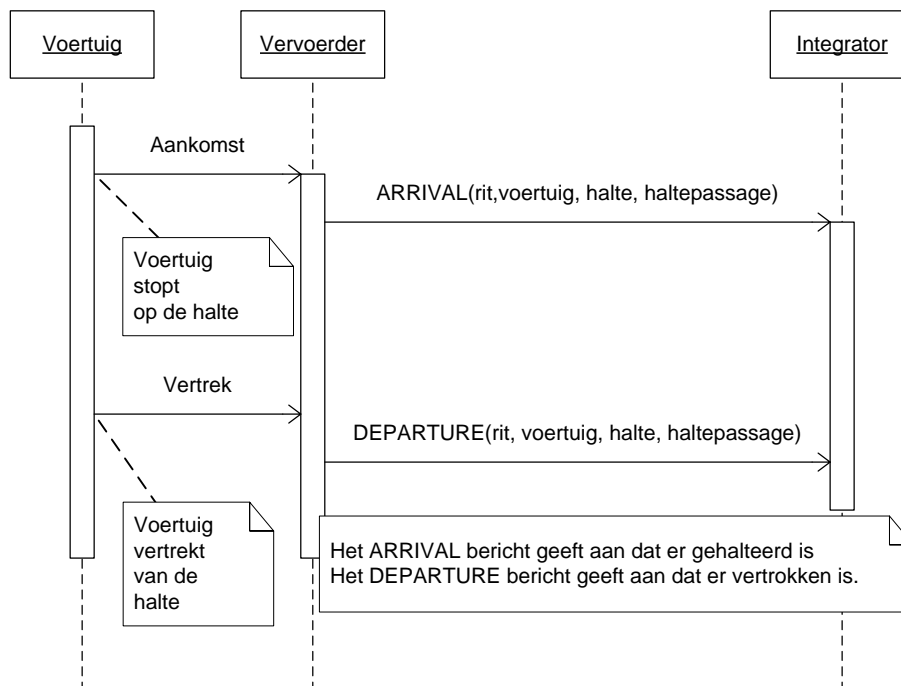 Voertuig
Vervoerder
Integrator
Aankomst
ARRIVAL(rit,voertuig, halte, haltepassage)
Voertuig
stopt
op de halte
Vertrek
DEPARTURE(rit, voertuig, halte, haltepassage)
Voertuig
vertrekt
van de
halte
Het ARRIVAL bericht geeft aan dat er gehalteerd is
Het DEPARTURE bericht geeft aan dat er vertrokken is.